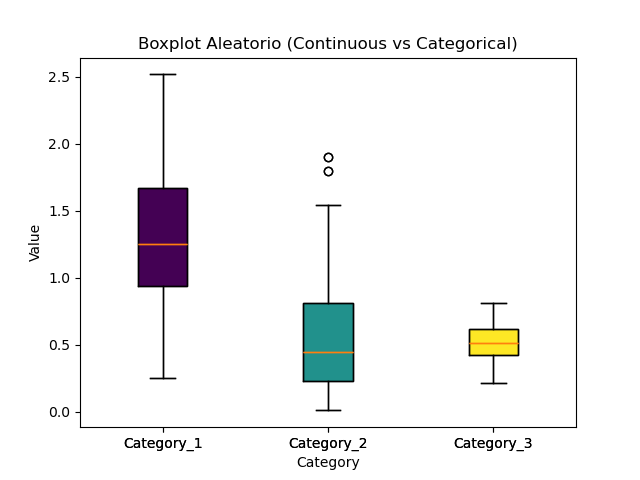 Boxplot Aleatorio (Continuous vs Categorical)
2.5
2.0
1.5
1.0
0.5
0.0
Value
Category_1
Category_2
Category_3
Category